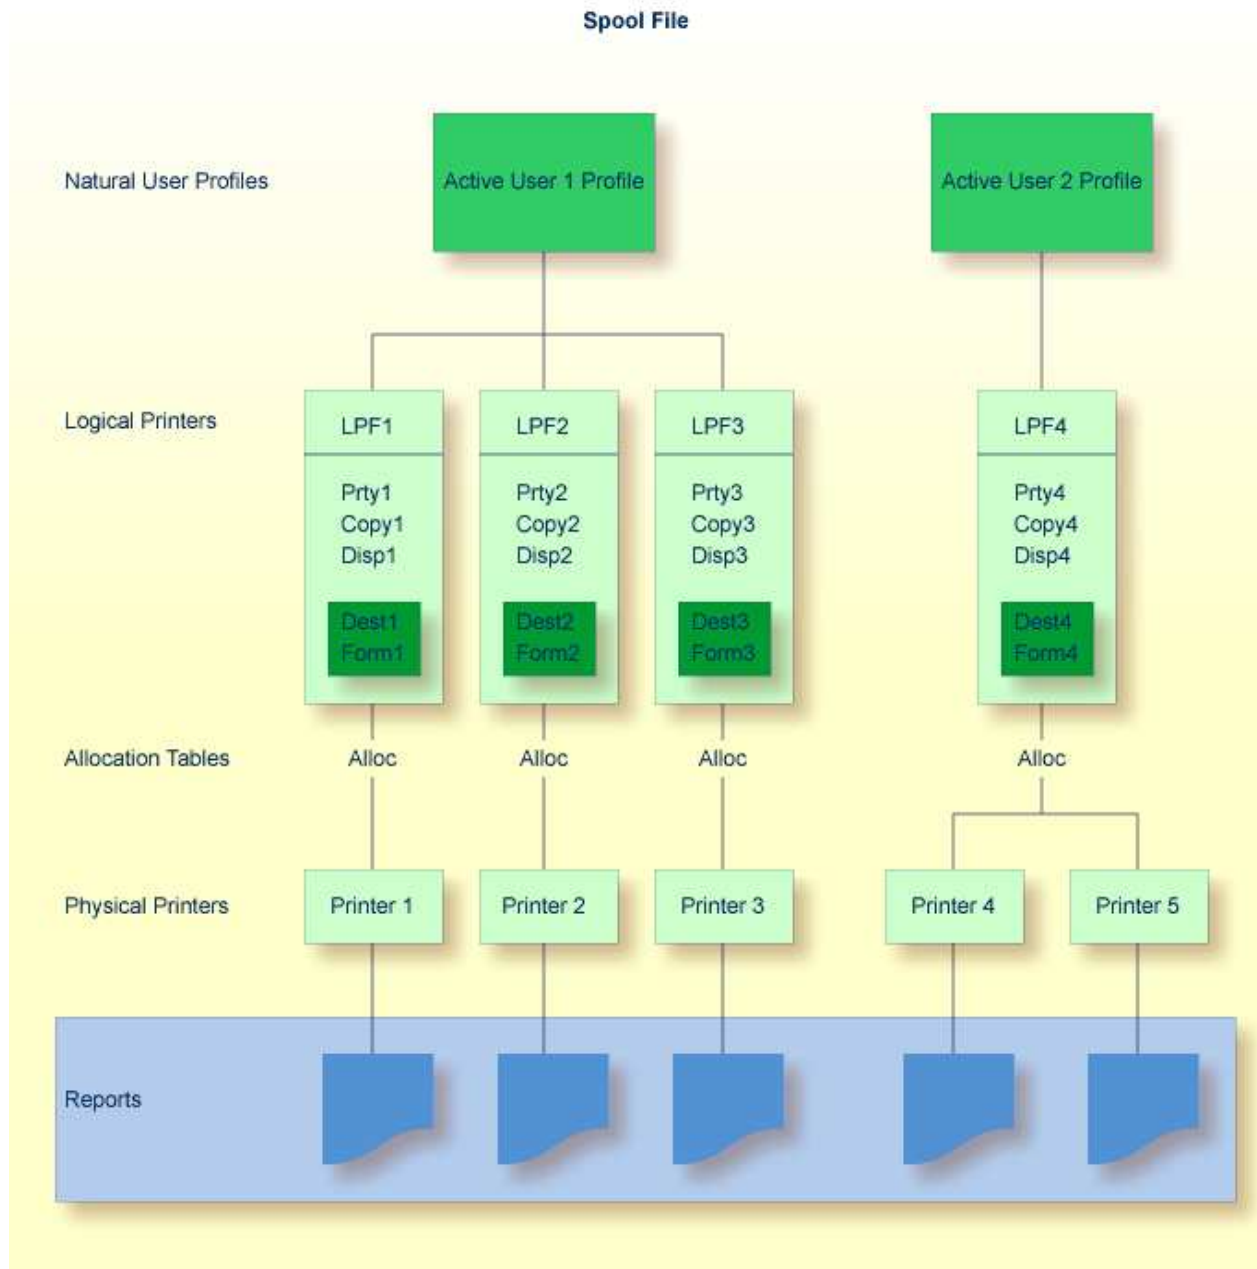 Spool File
Natural User Profiles
Active User 1 Profile
Active User 2 Profile
Logical Printers
LPF1
LPF2
LPF3
LPF4
Prty1
Copy1
Disp1
Prty2
Copy2
Disp2
Prty3
Copy3
Disp3
Prty4
Copy4
Disp4
Dest1
Form1
Dest2
Form2
Dest3
Form3
Dest4
Form4
Allocation Tables
Alloc
Alloc
Alloc
Alloc
Physical Printers
Printer 1
Printer 2
Printer 3
Printer 4
Printer 5
Reports